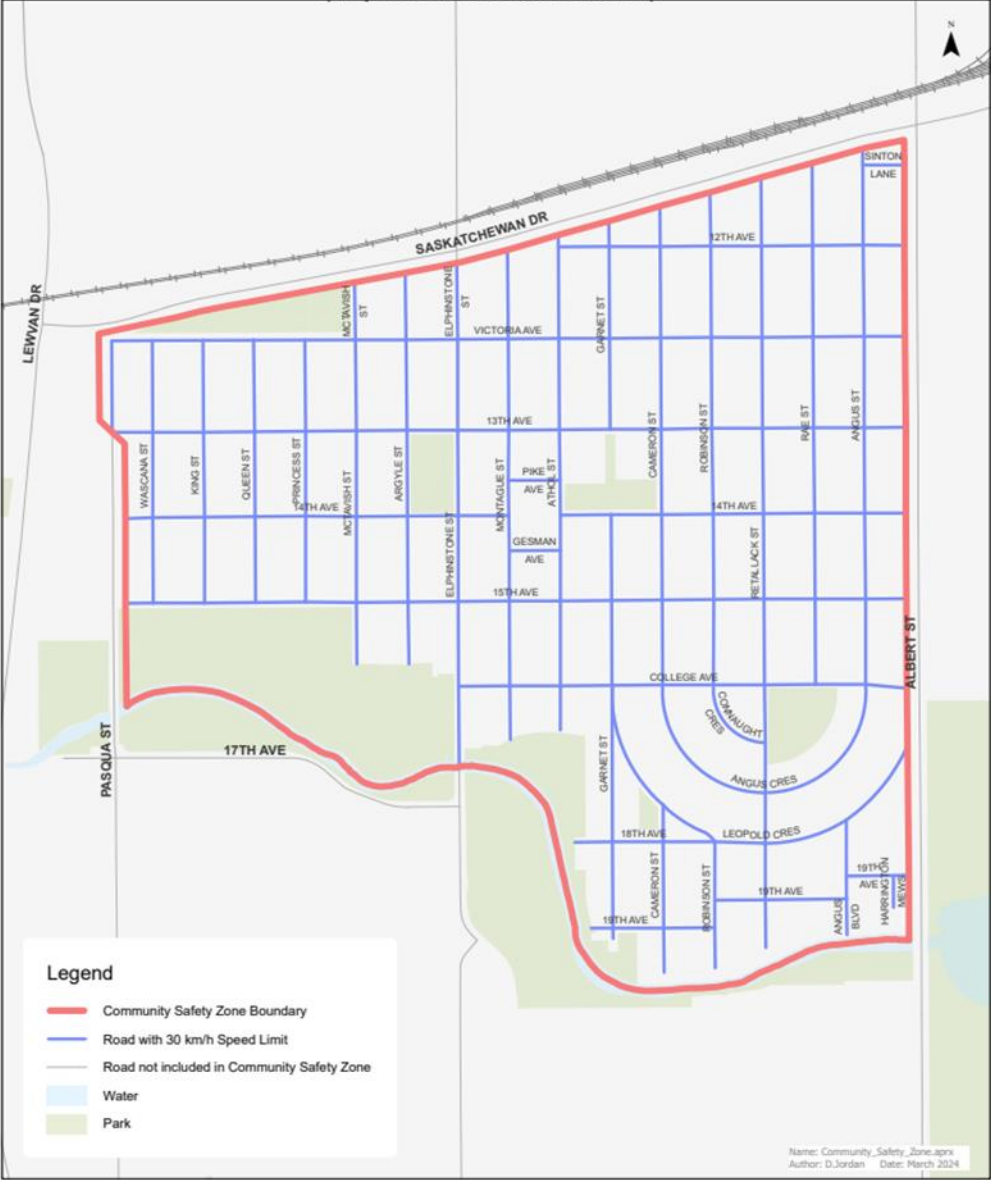 N
SINTON
LANE
12TH AVE
SASKATCHEWAN DR
LEWVAN DR
MCTAVISH
ST
ELPHINSTONE
ST
GARNET ST
VICTORIA AVE
13TH AVE
WASCANA ST
KING ST
QUEEN ST
PRINCESS ST
MCTAVISH ST
ARGYLE ST
ELPHINSTONE ST
MONTAGUE ST
ATHOL ST
CAMERON ST
ROBINSON ST
RETALLACK ST
RAE ST
ANGUS ST
PIKE
AVE
14TH AVE
14TH AVE
GESMAN
AVE
15TH AVE
ALBERT ST
COLLEGE AVE
CONNAUGHT
CRES
PASQUA ST
17TH AVE
GARNET ST
ANGUS CRES
18TH AVE
LEOPOLD CRES
CAMERON ST
ROBINSON ST
19TH AVE
19TH
AVE
19TH AVE
ANGUS
BLVD
HARRINGTON
MEWS
Legend
Community Safety Zone Boundary
Road with 30 km/h Speed Limit
Road not included in Community Safety Zone
Water
Park
Name: Community_Safety_Zone.aprx
Author: D.Jordan Date: March 2024